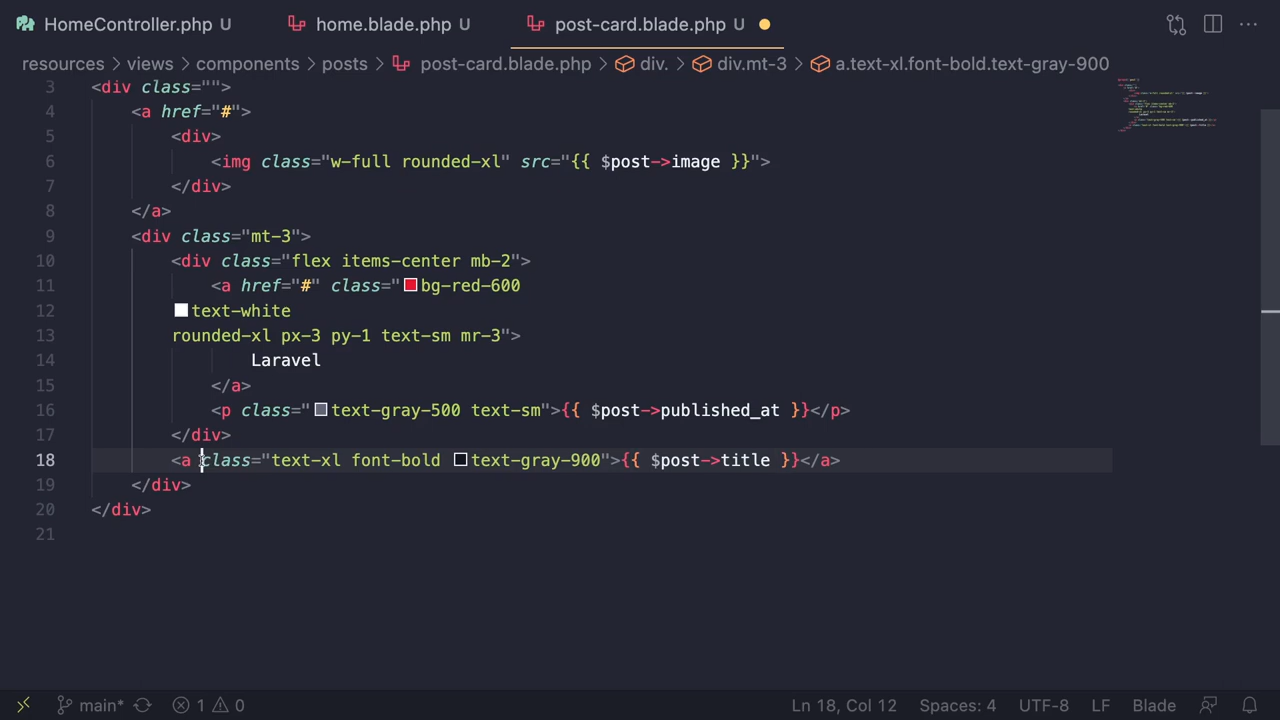 HomeController.php U home.blade.php U post-card.blade.php U
resources > views > components > posts > post-card.blade.php > div. > div.mt-3 > a.text-xl.font-bold.text-gray-900
3 <div class="">
4 <a href="#">
5 <div>
6 <img class="w-full rounded-xl" src="{{ $post->image }}">
7 </div>
8 </a>
9 <div class="mt-3">
10 <div class="flex items-center mb-2">
11 <a href="#" class="bg-red-600
12 text-white
13 rounded-xl px-3 py-1 text-sm mr-3">
14 Laravel
15 </a>
16 <p class="text-gray-500 text-sm">{{ $post->published_at }}</p>
17 </div>
18 <a class="text-xl font-bold text-gray-900">{{ $post->title }}</a>
19 </div>
20 </div>
21
main* 1 0 Ln 18, Col 12 Spaces: 4 UTF-8 LF Blade